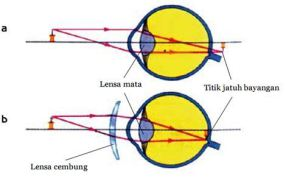 a
Lensa mata
Titik jatuh bayangan
b
Lensa cembung